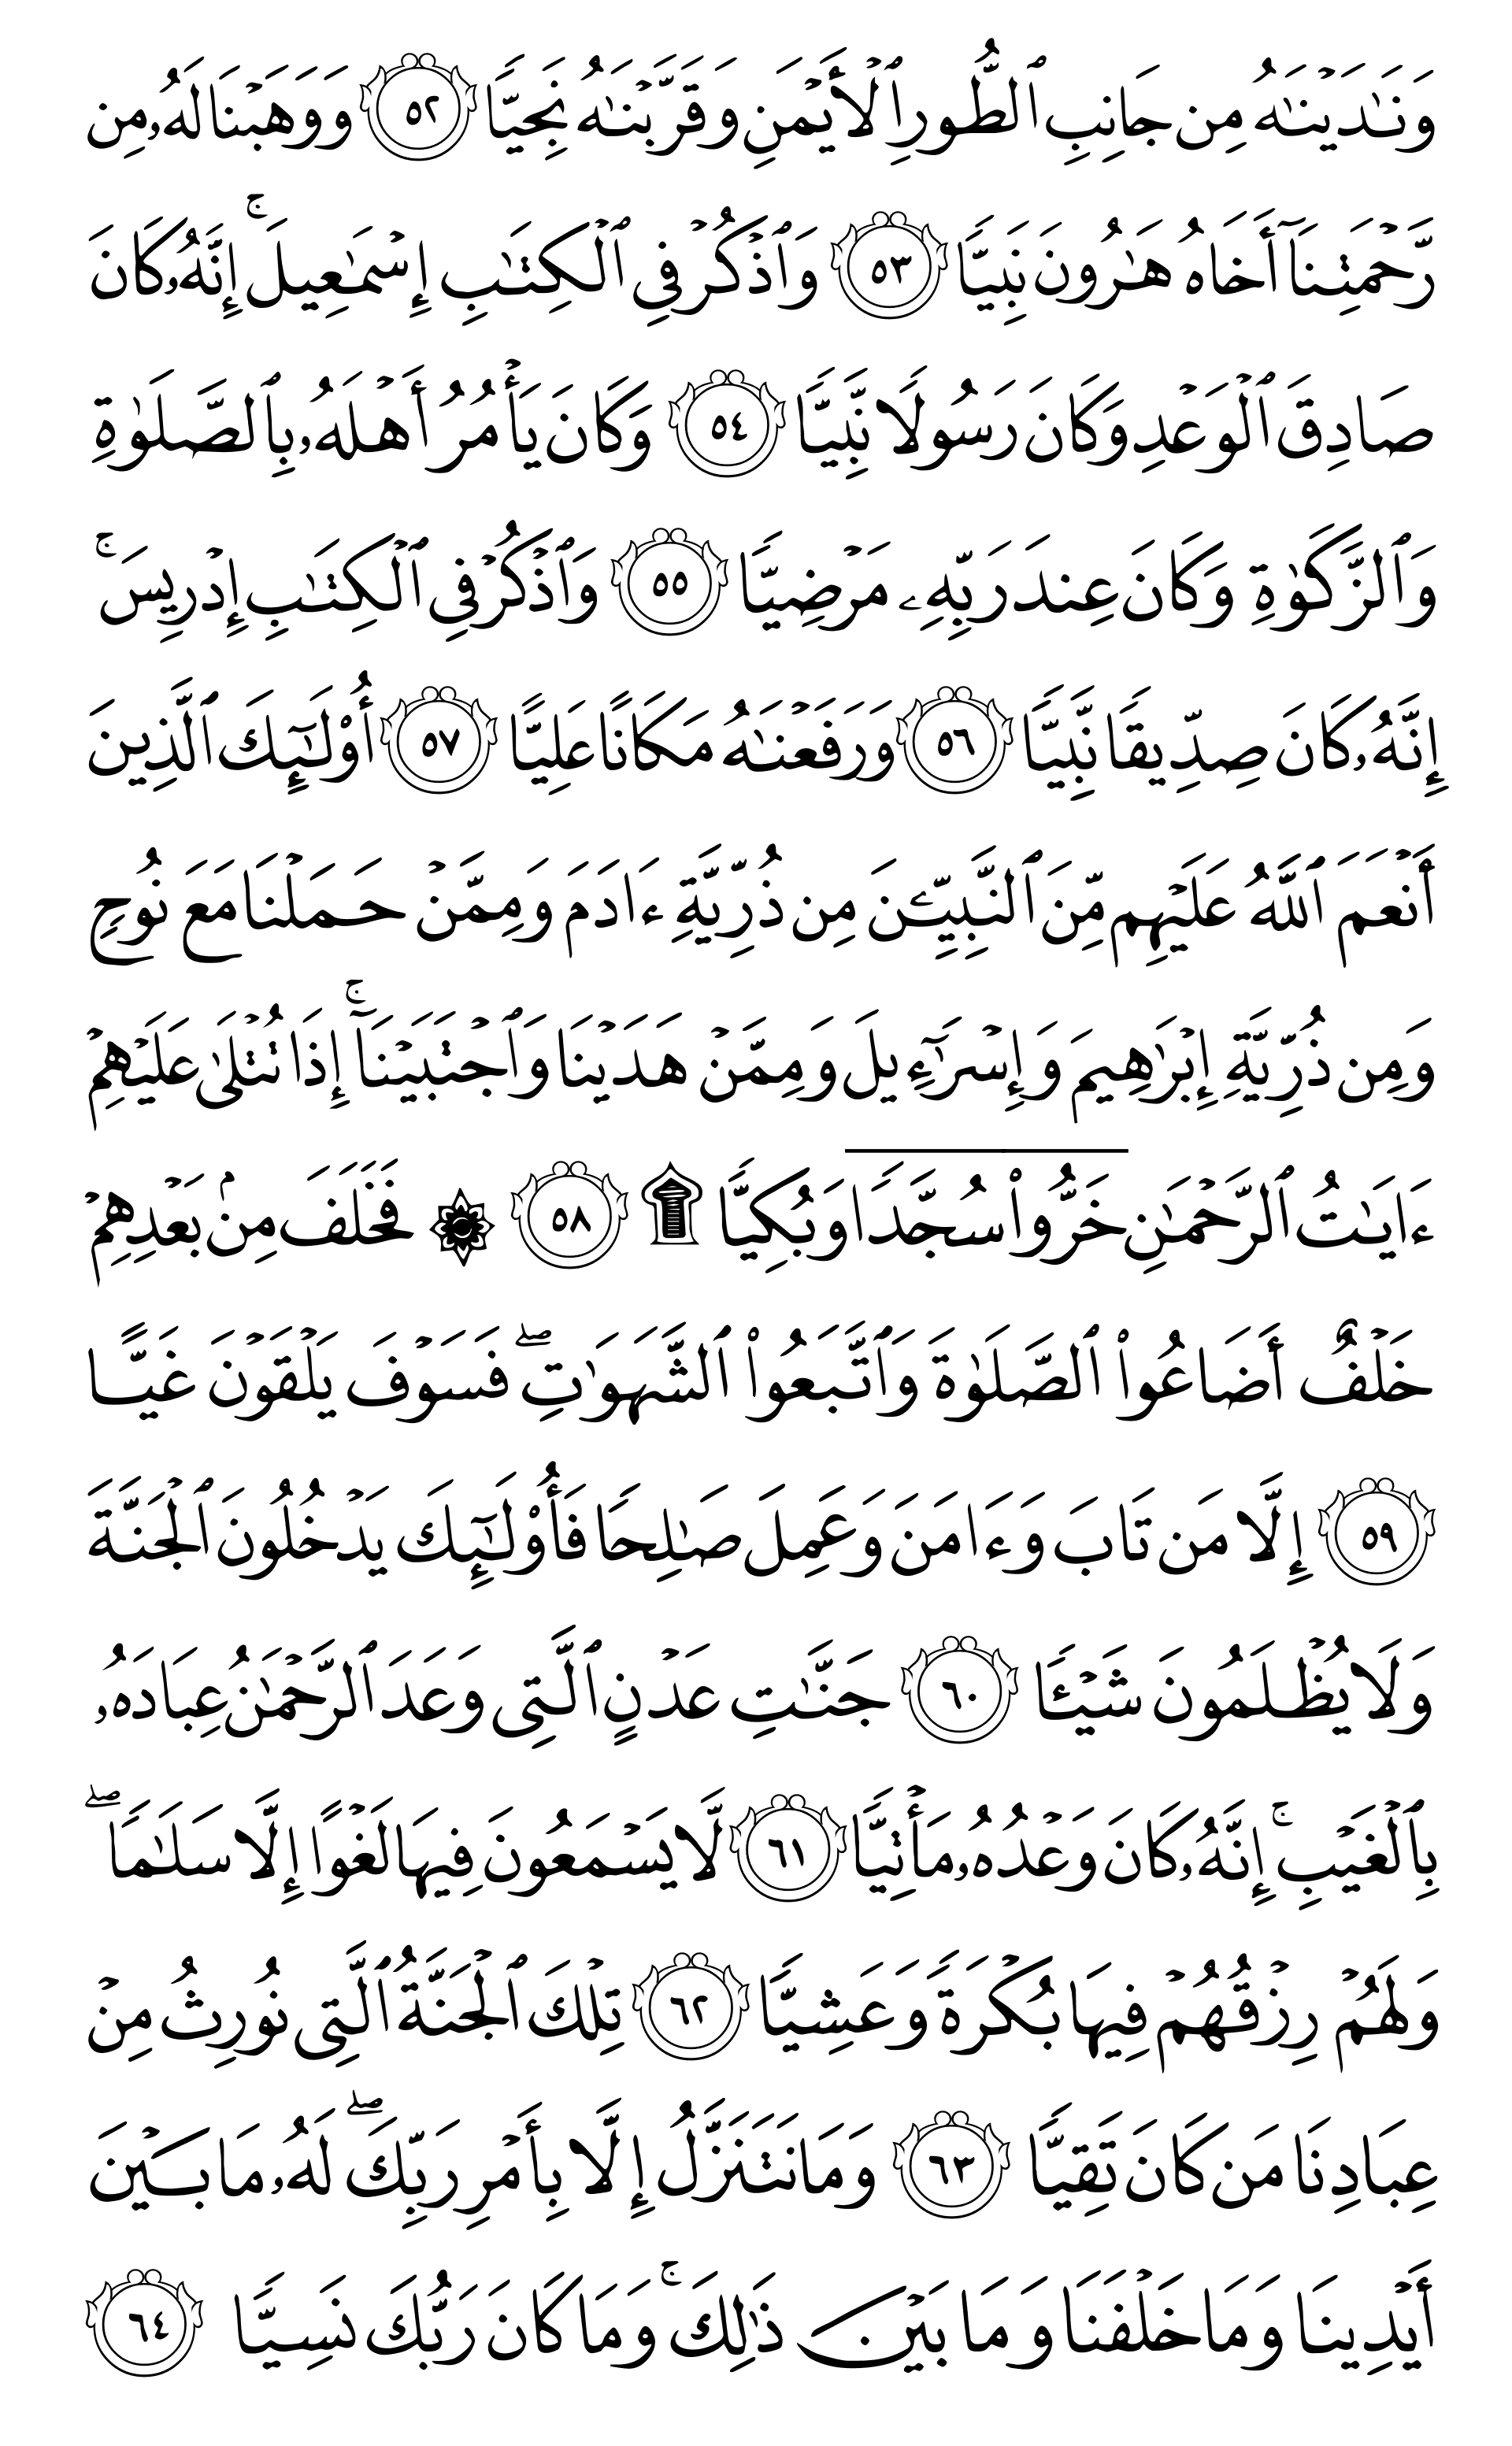 وَنَٰدَيْنَٰهُ مِن جَانِبِ ٱلطُّورِ ٱلْأَيْمَنِ وَقَرَّبْنَٰهُ نَجِيًّا ٥٢ وَوَهَبْنَا لَهُۥ مِن
رَّحْمَتِنَآ أَخَاهُ هَٰرُونَ نَبِيًّا ٥٣ وَٱذْكُرْ فِى ٱلْكِتَٰبِ إِسْمَٰعِيلَ ۚ إِنَّهُۥ كَانَ
صَادِقَ ٱلْوَعْدِ وَكَانَ رَسُولًا نَّبِيًّا ٥٤ وَكَانَ يَأْمُرُ أَهْلَهُۥ بِٱلصَّلَوٰةِ
وَٱلزَّكَوٰةِ وَكَانَ عِندَ رَبِّهِۦ مَرْضِيًّا ٥٥ وَٱذْكُرْ فِى ٱلْكِتَٰبِ إِدْرِيسَ ۚ
إِنَّهُۥ كَانَ صِدِّيقًا نَّبِيًّا ٥٦ وَرَفَعْنَٰهُ مَكَانًا عَلِيًّا ٥٧ أُو۟لَٰٓئِكَ ٱلَّذِينَ
أَنْعَمَ ٱللَّهُ عَلَيْهِم مِّنَ ٱلنَّبِيِّۦنَ مِن ذُرِّيَّةِ ءَادَمَ وَمِمَّنْ حَمَلْنَا مَعَ نُوحٍ
وَمِن ذُرِّيَّةِ إِبْرَٰهِيمَ وَإِسْرَٰٓءِيلَ وَمِمَّنْ هَدَيْنَا وَٱجْتَبَيْنَآ ۚ إِذَا تُتْلَىٰ عَلَيْهِمْ
ءَايَٰتُ ٱلرَّحْمَٰنِ خَرُّوا۟ سُجَّدًا وَبُكِيًّا ۩ ٥٨ ۞ فَخَلَفَ مِنۢ بَعْدِهِمْ
خَلْفٌ أَضَاعُوا۟ ٱلصَّلَوٰةَ وَٱتَّبَعُوا۟ ٱلشَّهَوَٰتِ ۖ فَسَوْفَ يَلْقَوْنَ غَيًّا
٥٩ إِلَّا مَن تَابَ وَءَامَنَ وَعَمِلَ صَٰلِحًا فَأُو۟لَٰٓئِكَ يَدْخُلُونَ ٱلْجَنَّةَ
وَلَا يُظْلَمُونَ شَيْـًٔا ٦٠ جَنَّٰتِ عَدْنٍ ٱلَّتِى وَعَدَ ٱلرَّحْمَٰنُ عِبَادَهُۥ
بِٱلْغَيْبِ ۚ إِنَّهُۥ كَانَ وَعْدُهُۥ مَأْتِيًّا ٦١ لَّا يَسْمَعُونَ فِيهَا لَغْوًا إِلَّا سَلَٰمًا ۖ
وَلَهُمْ رِزْقُهُمْ فِيهَا بُكْرَةً وَعَشِيًّا ٦٢ تِلْكَ ٱلْجَنَّةُ ٱلَّتِى نُورِثُ مِنْ
عِبَادِنَا مَن كَانَ تَقِيًّا ٦٣ وَمَا نَتَنَزَّلُ إِلَّا بِأَمْرِ رَبِّكَ ۖ لَهُۥ مَا بَيْنَ
أَيْدِينَا وَمَا خَلْفَنَا وَمَا بَيْنَ ذَٰلِكَ ۚ وَمَا كَانَ رَبُّكَ نَسِيًّا ٦٤